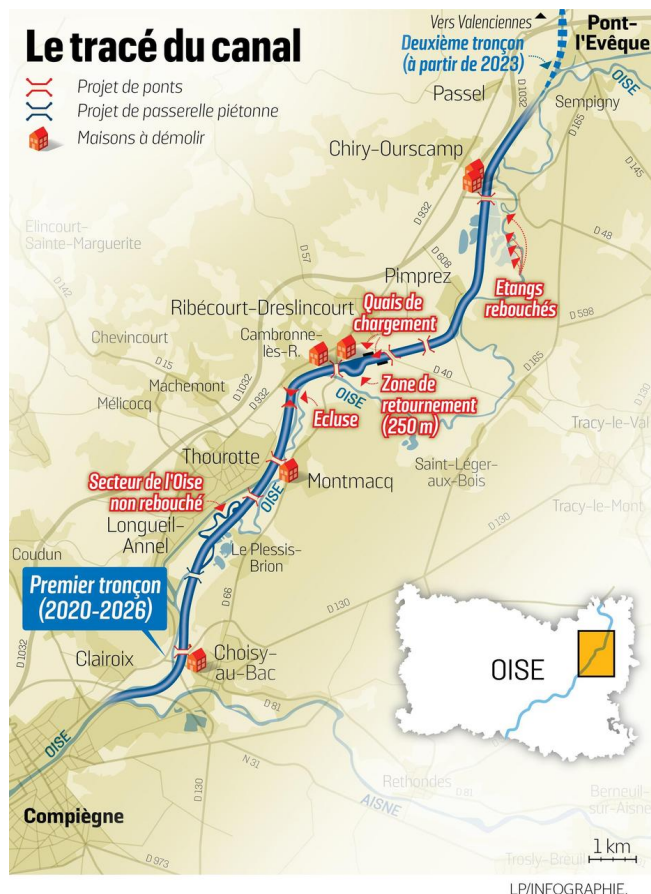 Le tracé du canal
Projet de ponts
Projet de passerelle piétonne
Maisons à démolir
Vers Valenciennes
Pont-
l'Evêque
Deuxième tronçon
(à partir de 2023)
D1032
OISE
Passel
Sempigny
D165
D145
Chiry-Ourscamp
D932
D48
Elincourt-
Sainte-Marguerite
D57
D608
D142
Pimprez
Etangs
rebouchés
Ribécourt-Dreslincourt
Quais de
chargement
D598
Chevincourt
Cambronne-
lès-R.
D15
D1032
D165
Machemont
D932
D40
Mélicocq
OISE
Zone de
retournement
(250 m)
Ecluse
Tracy-le-Val
Thourotte
Saint-Léger-
aux-Bois
Secteur de l'Oise
non rebouché
Montmacq
OISE
Tracy-le-Mont
Longueil-
Annel
D130
Coudun
Le Plessis-
Brion
Premier tronçon
(2020-2026)
D66
D130
D1032
Clairoix
Choisy-
au-Bac
OISE
D81
OISE
N31
Rethondes
D81
D130
AISNE
Berneuil-
sur-Aisne
Compiègne
1 km
D973
Trosly-Breuil
LP/INFOGRAPHIE.